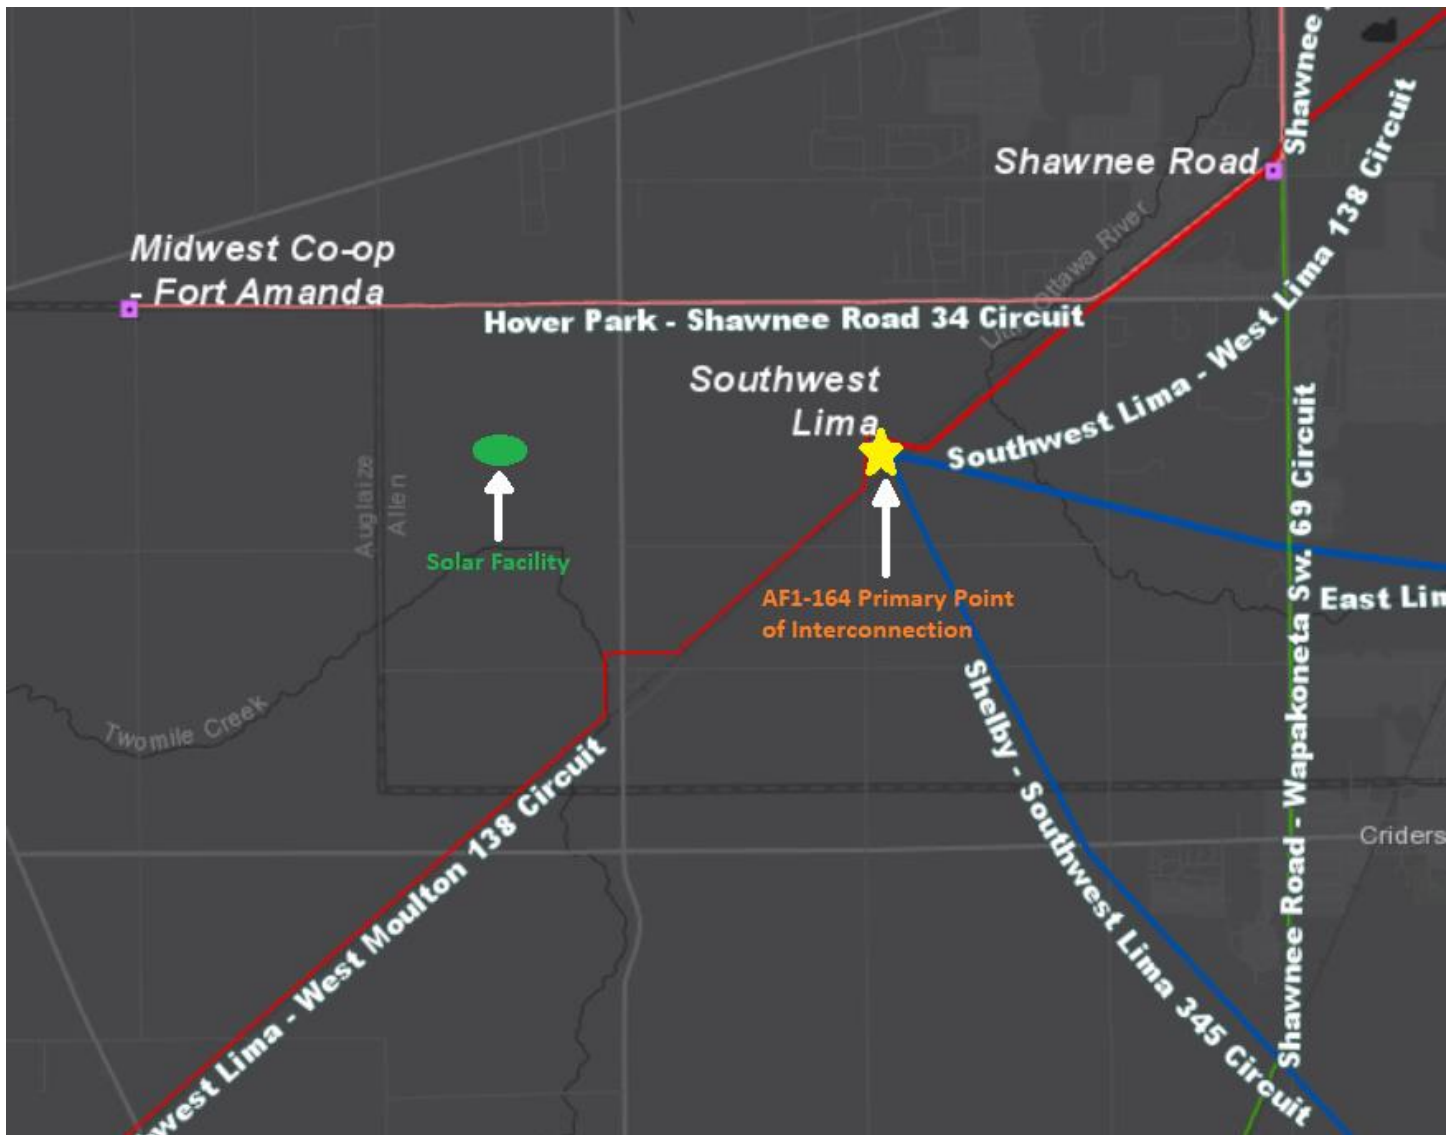 Shawnee
Shawnee Road
Southwest Lima - West Lima 138 Circuit
Midwest Co-op
- Fort Amanda
Ottawa River
Hover Park - Shawnee Road 34 Circuit
Southwest
Lima
Auglaize
Allen
Solar Facility
AF1-164 Primary Point
of Interconnection
East Lim
Shawnee Road - Wapakoneta Sw. 69 Circuit
Twomile Creek
Shelby - Southwest Lima 345 Circuit
west Lima - West Moulton 138 Circuit
Criders